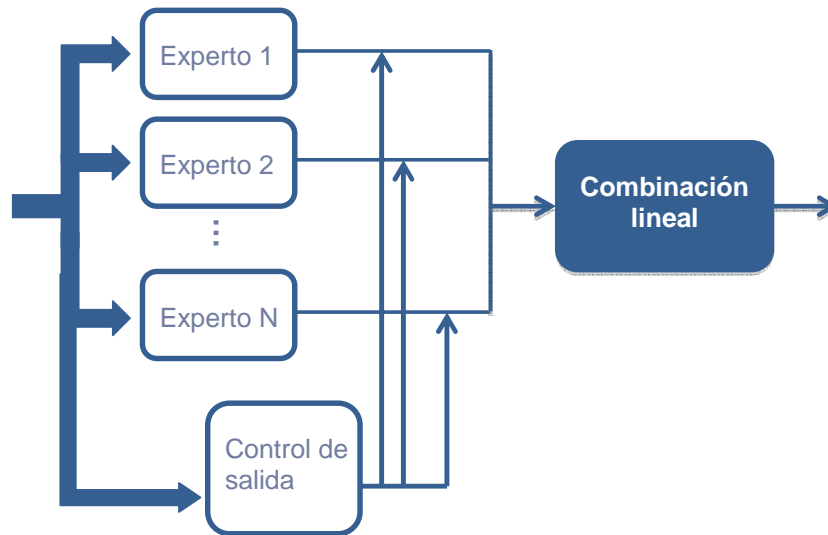 Experto 1
Experto 2
...
Experto N
Control de
salida
Combinación
lineal